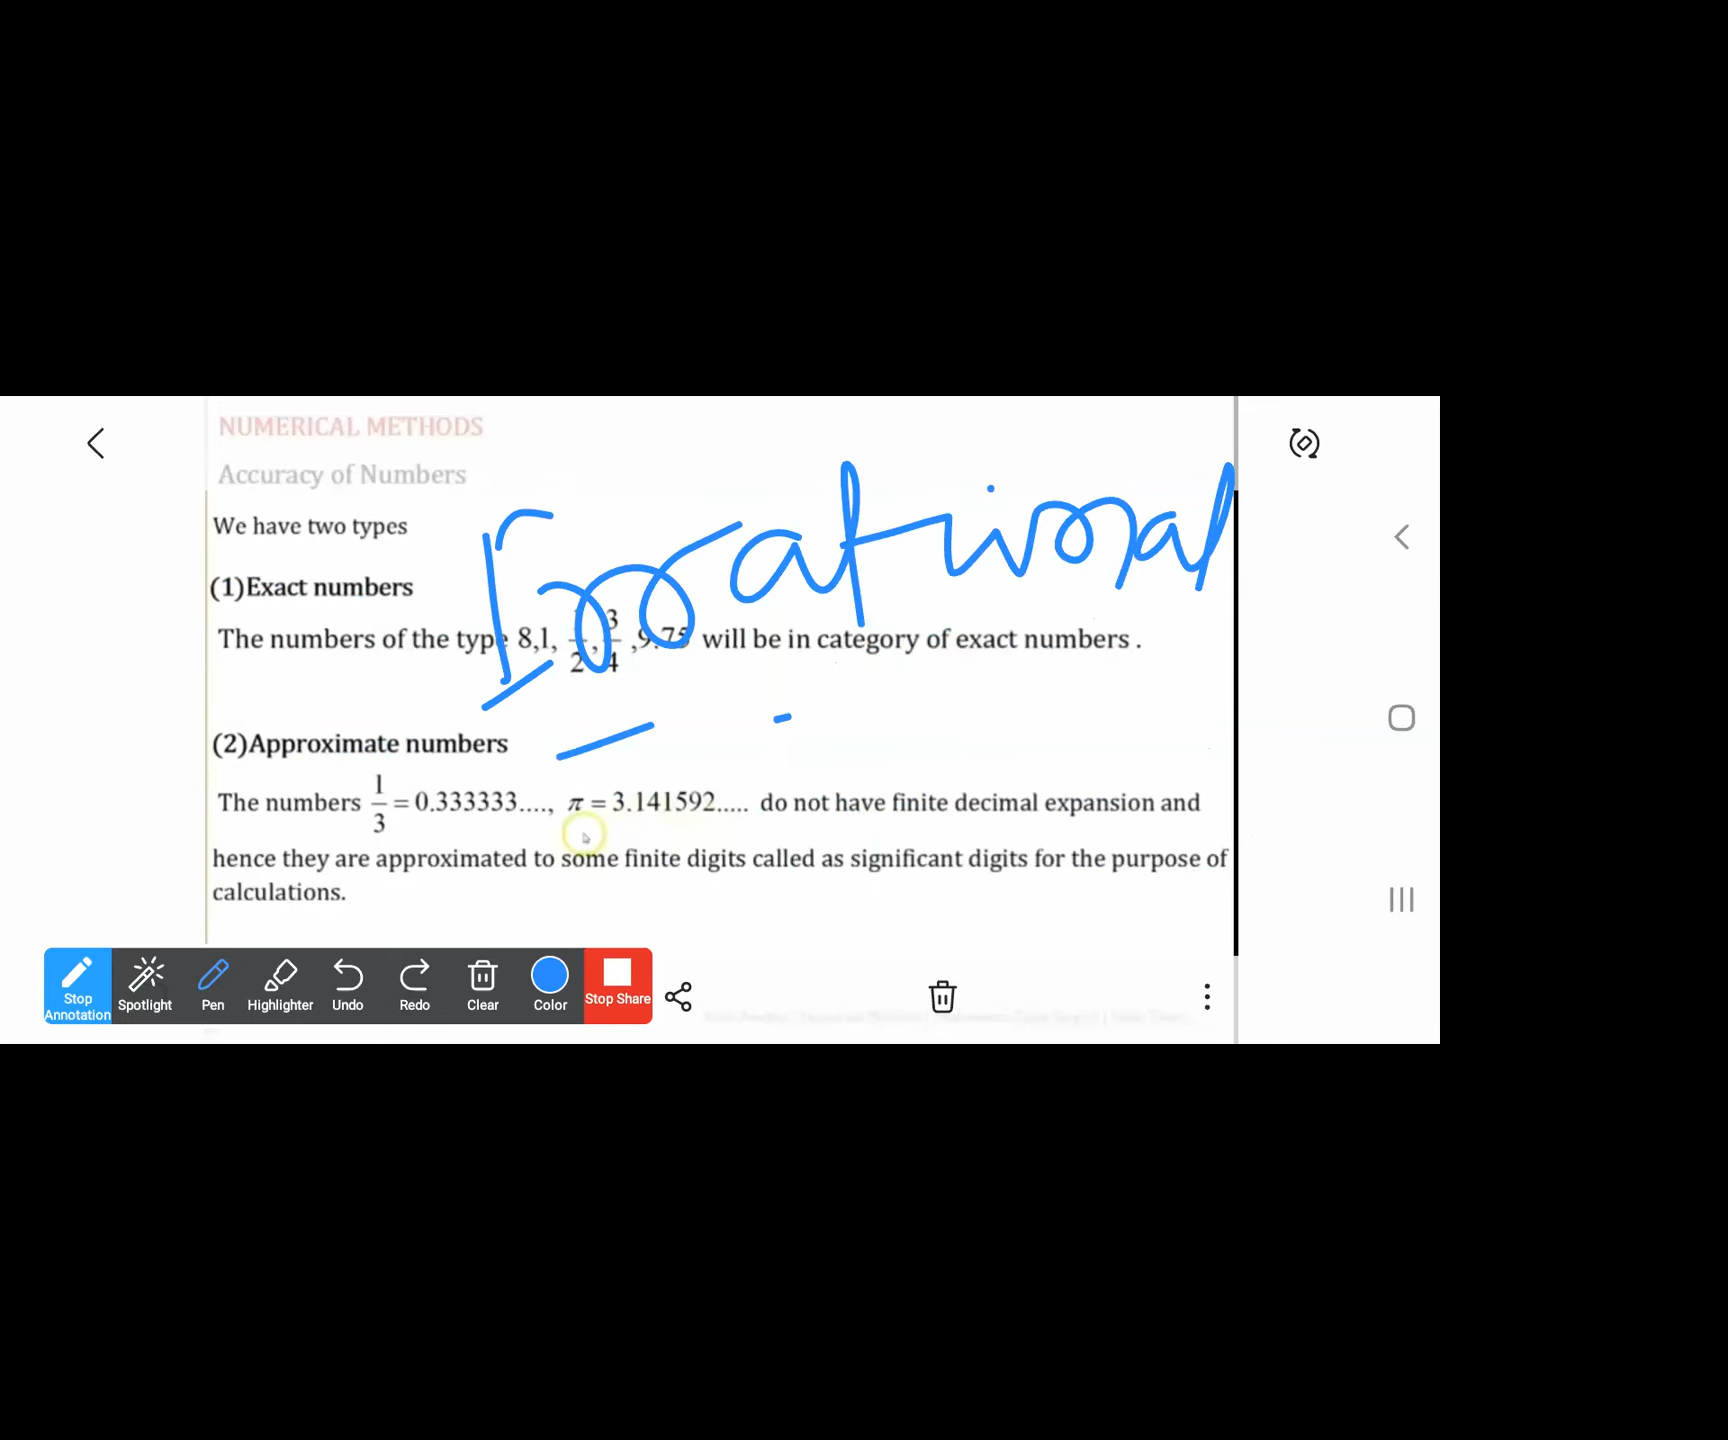 NUMERICAL METHODS
Accuracy of Numbers
We have two types
Irrational
(1)Exact numbers
The numbers of the type 8,1, 1/2, 3/4 ,9.75 will be in category of exact numbers .
(2)Approximate numbers
The numbers 1/3 = 0.333333...., π = 3.141592..... do not have finite decimal expansion and
hence they are approximated to some finite digits called as significant digits for the purpose of
calculations.
Stop Annotation
Spotlight
Pen
Highlighter
Undo
Redo
Clear
Color
Stop Share